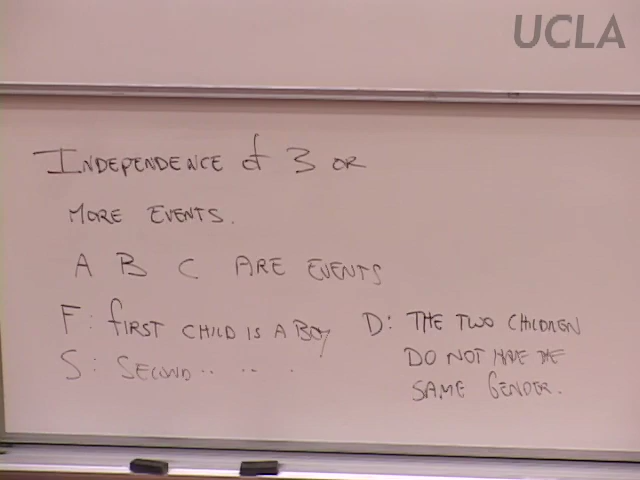 UCLA
INDEPENDENCE of 3 OR
MORE EVENTS.
A B C ARE EVENTS
F: FIRST CHILD IS A BOY
S: SECOND .. .. .
D: THE TWO CHILDREN
DO NOT HAVE THE
SAME GENDER.